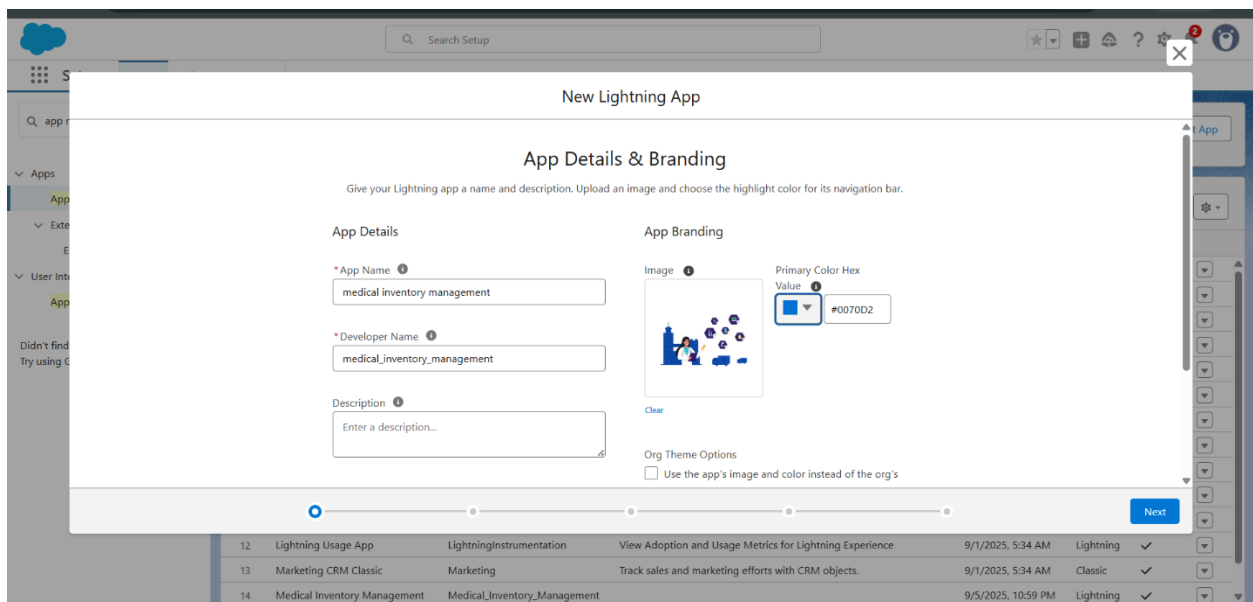 Search Setup
2
New Lightning App
app
t App
App Details & Branding
Give your Lightning app a name and description. Upload an image and choose the highlight color for its navigation bar.
Apps
App
Exte
E
User Inte
App
Didn't find
Try using G
App Details
App Branding
*App Name
medical inventory management
*Developer Name
medical_inventory_management
Description
Enter a description...
Image
Clear
Primary Color Hex
Value
#0070D2
Org Theme Options
Use the app's image and color instead of the org's
Next
12 Lightning Usage App LightningInstrumentation View Adoption and Usage Metrics for Lightning Experience 9/1/2025, 5:34 AM Lightning
13 Marketing CRM Classic Marketing Track sales and marketing efforts with CRM objects. 9/1/2025, 5:34 AM Classic
14 Medical Inventory Management Medical_Inventory_Management 9/5/2025, 10:59 PM Lightning